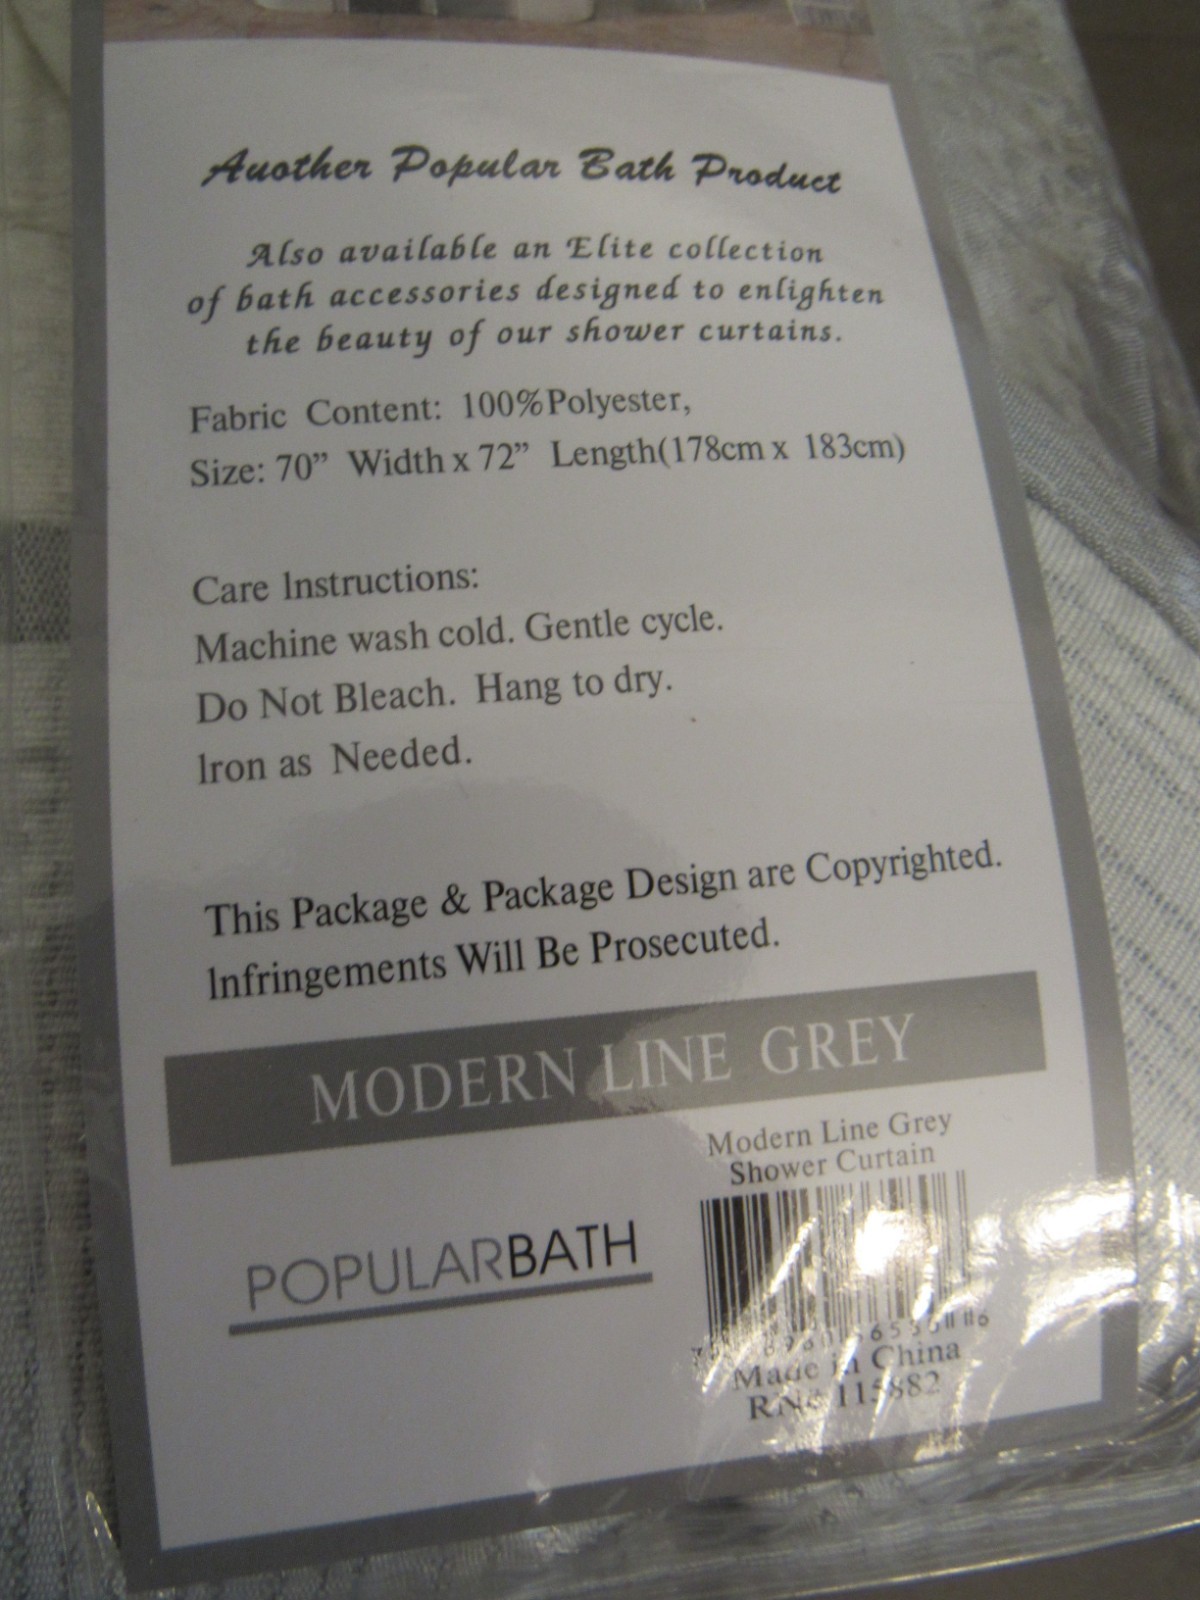 Another Popular Bath Product
Also available an Elite collection
of bath accessories designed to enlighten
the beauty of our shower curtains.
Fabric Content: 100%Polyester,
Size: 70” Width x 72” Length(178cm x 183cm)
Care Instructions:
Machine wash cold. Gentle cycle.
Do Not Bleach. Hang to dry.
Iron as Needed.
This Package & Package Design are Copyrighted.
Infringements Will Be Prosecuted.
MODERN LINE GREY
Modern Line Grey
Shower Curtain
POPULARBATH
Made in China
RN# 115882